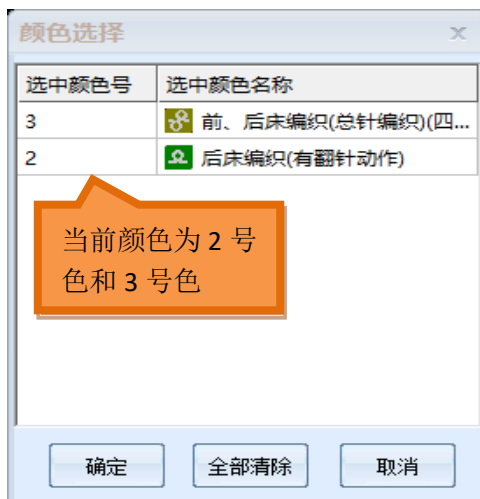 颜色选择
选中颜色号 选中颜色名称
3 前、后床编织(总针编织)(四...
2 后床编织(有翻针动作)
当前颜色为 2 号
色和 3 号色
确定 全部清除 取消